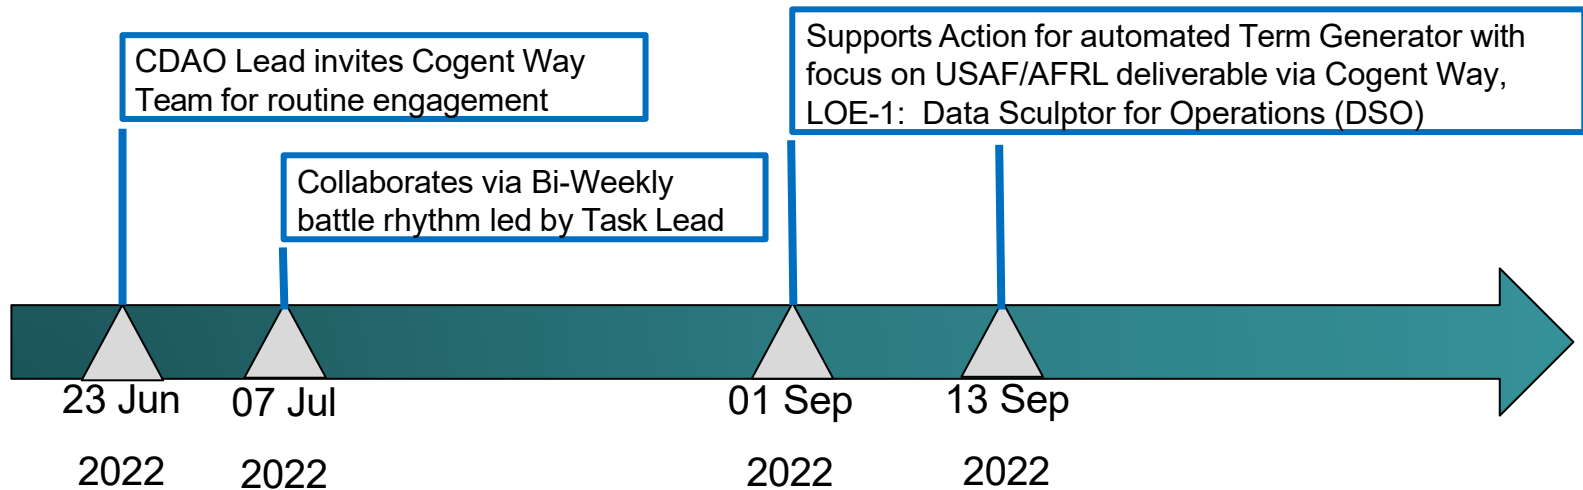 CDAO Lead invites Cogent Way
Team for routine engagement
Supports Action for automated Term Generator with
focus on USAF/AFRL deliverable via Cogent Way,
LOE-1:  Data Sculptor for Operations (DSO)
Collaborates via Bi-Weekly
battle rhythm led by Task Lead
23 Jun
2022
07 Jul
2022
01 Sep
2022
13 Sep
2022